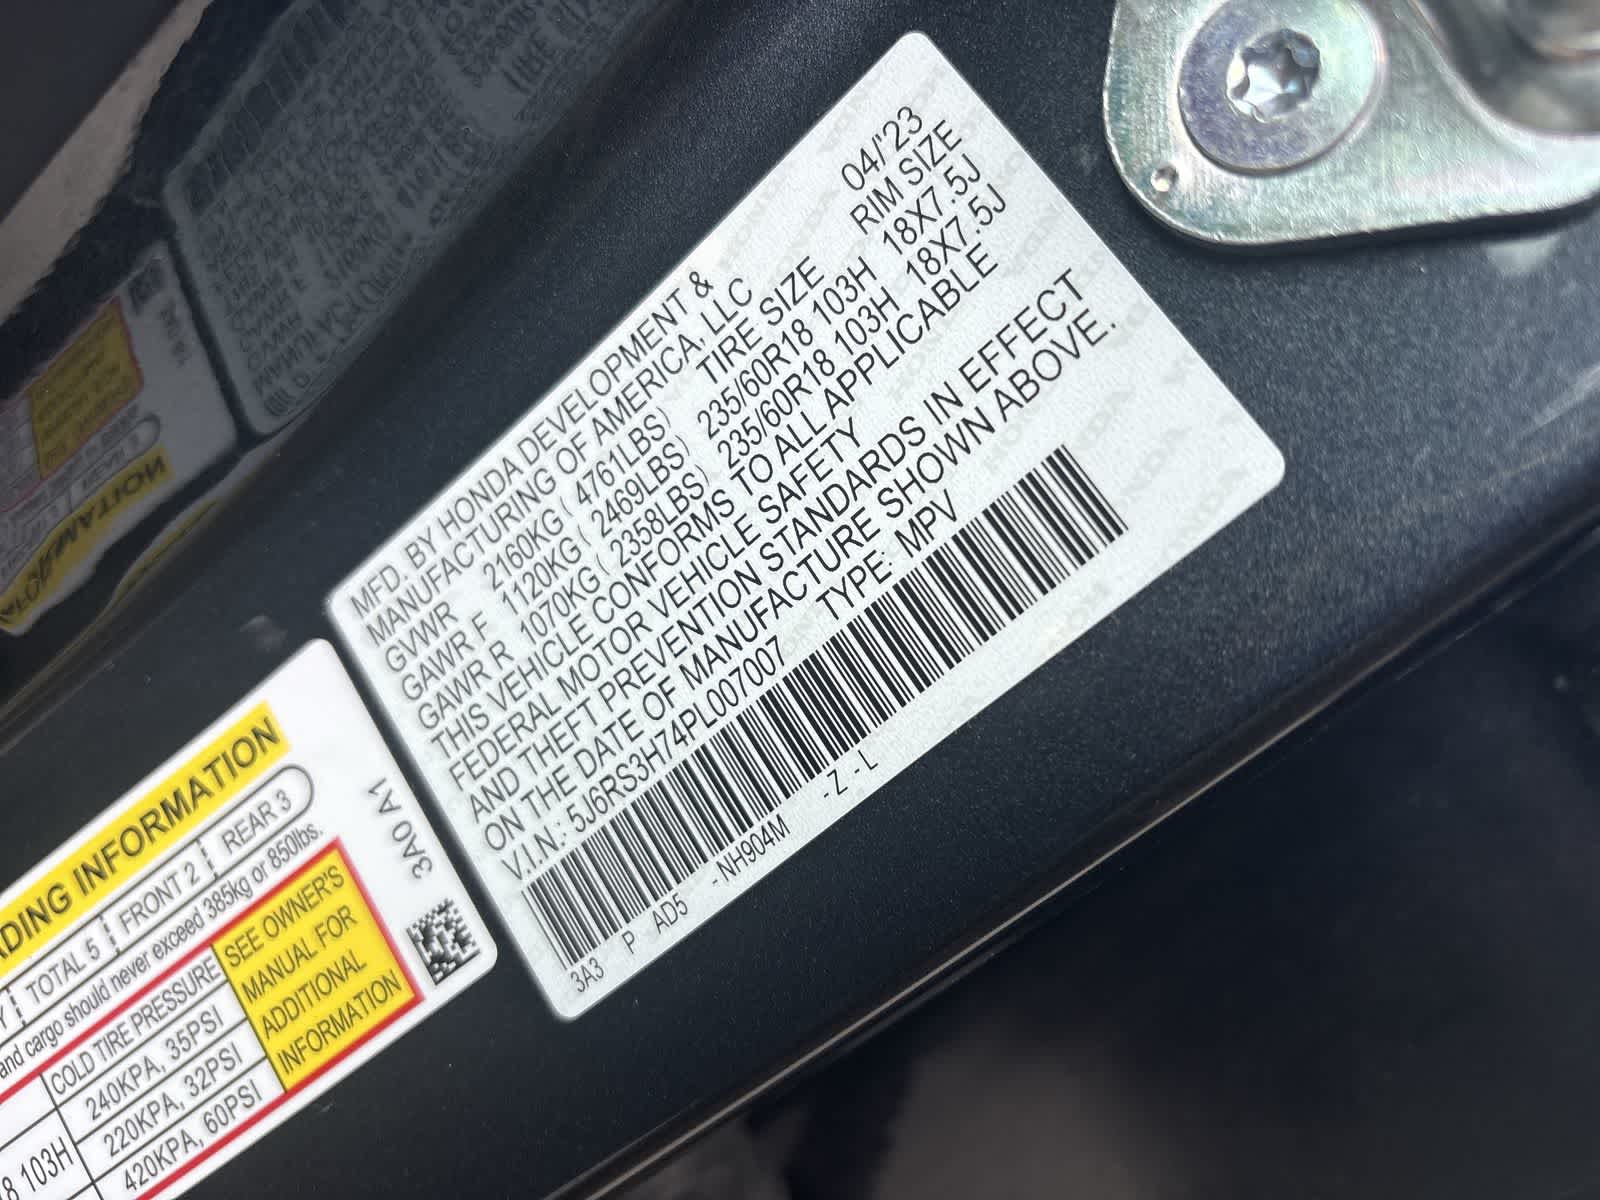 MFD. BY HONDA DEVELOPMENT & 04/'23
MANUFACTURING OF AMERICA, LLC RIM SIZE
TIRE SIZE
GVWR 2160KG ( 4761LBS)
GAWR F 1120KG ( 2469LBS) 235/60R18 103H 18X7.5J
GAWR R 1070KG ( 2358LBS) 235/60R18 103H 18X7.5J
THIS VEHICLE CONFORMS TO ALL APPLICABLE
FEDERAL MOTOR VEHICLE SAFETY
AND THEFT PREVENTION STANDARDS IN EFFECT
ON THE DATE OF MANUFACTURE SHOWN ABOVE.
V.I.N.: 5J6RS3H74PL007007 TYPE: MPV
3A3 P AD5 - NH904M - Z - L
ADING INFORMATION
Y TOTAL 5 FRONT 2 REAR 3
and cargo should never exceed 385kg or 850lbs.
COLD TIRE PRESSURE
240KPA, 35PSI
220KPA, 32PSI
8 103H
420KPA, 60PSI
SEE OWNER'S
MANUAL FOR
ADDITIONAL
INFORMATION
3A0 A1